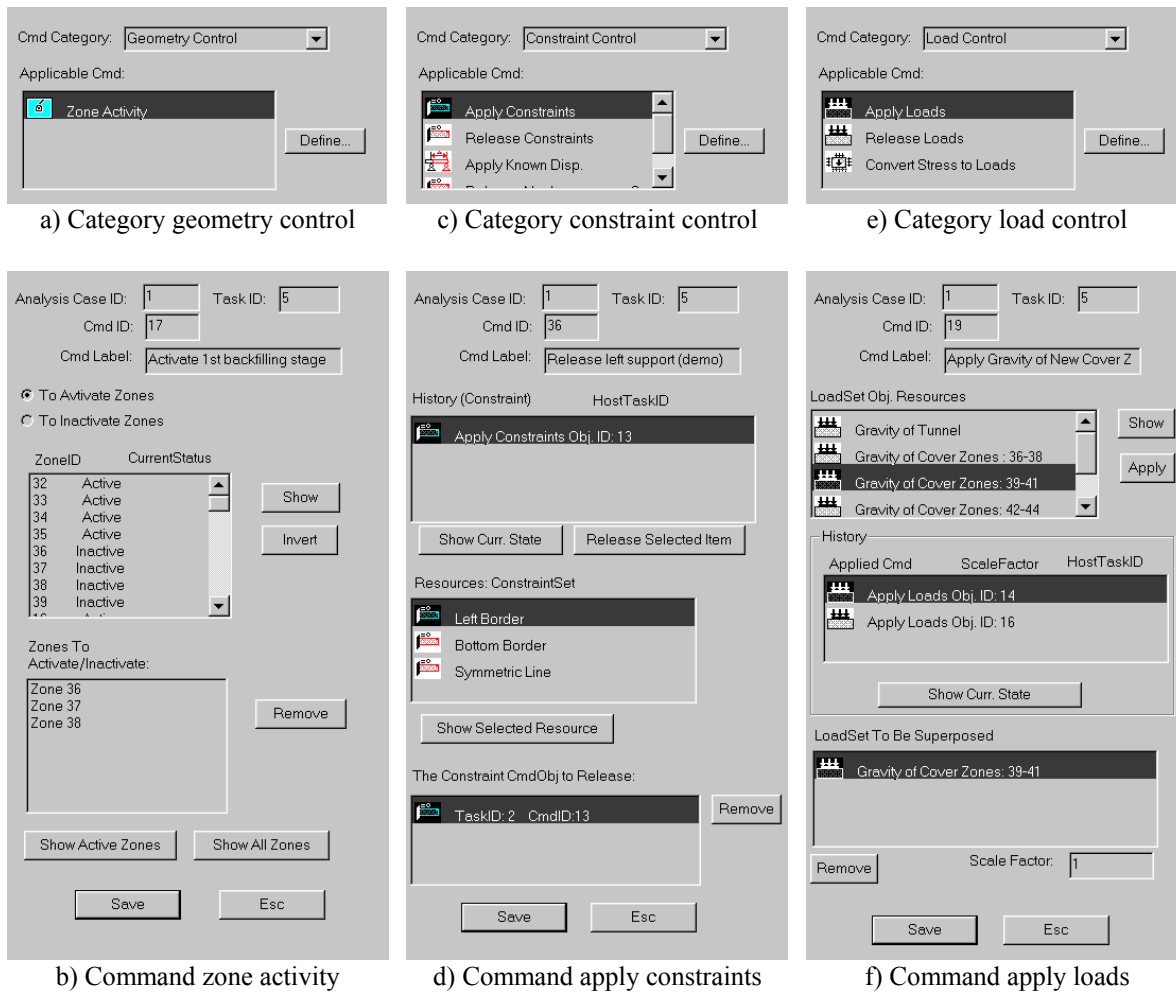 Cmd Category: Geometry Control
Applicable Cmd:
Zone Activity
Define...
a) Category geometry control
Cmd Category: Constraint Control
Applicable Cmd:
Apply Constraints
Release Constraints
Define...
Apply Known Disp.
c) Category constraint control
Cmd Category: Load Control
Applicable Cmd:
Apply Loads
Release Loads
Define...
Convert Stress to Loads
e) Category load control
Analysis Case ID: 1 Task ID: 5
Cmd ID: 17
Cmd Label: Activate 1st backfilling stage
To Avtivate Zones
To Inactivate Zones
ZoneID CurrentStatus
32 Active
33 Active
34 Active
35 Active
36 Inactive
37 Inactive
38 Inactive
39 Inactive
Show
Invert
Zones To
Activate/Inactivate:
Zone 36
Zone 37
Zone 38
Remove
Show Active Zones Show All Zones
Save Esc
b) Command zone activity
Analysis Case ID: 1 Task ID: 5
Cmd ID: 36
Cmd Label: Release left support (demo)
History (Constraint) HostTaskID
Apply Constraints Obj. ID: 13
Show Curr. State Release Selected Item
Resources: ConstraintSet
Left Border
Bottom Border
Symmetric Line
Show Selected Resource
The Constraint CmdObj to Release:
TaskID: 2 CmdID:13
Remove
Save Esc
d) Command apply constraints
Analysis Case ID: 1 Task ID: 5
Cmd ID: 19
Cmd Label: Apply Gravity of New Cover Z
LoadSet Obj. Resources
Gravity of Tunnel
Gravity of Cover Zones : 36-38
Gravity of Cover Zones: 39-41
Gravity of Cover Zones: 42-44
Show
Apply
History
Applied Cmd ScaleFactor HostTaskID
Apply Loads Obj. ID: 14
Apply Loads Obj. ID: 16
Show Curr. State
LoadSet To Be Superposed
Gravity of Cover Zones: 39-41
Remove Scale Factor: 1
Save Esc
f) Command apply loads